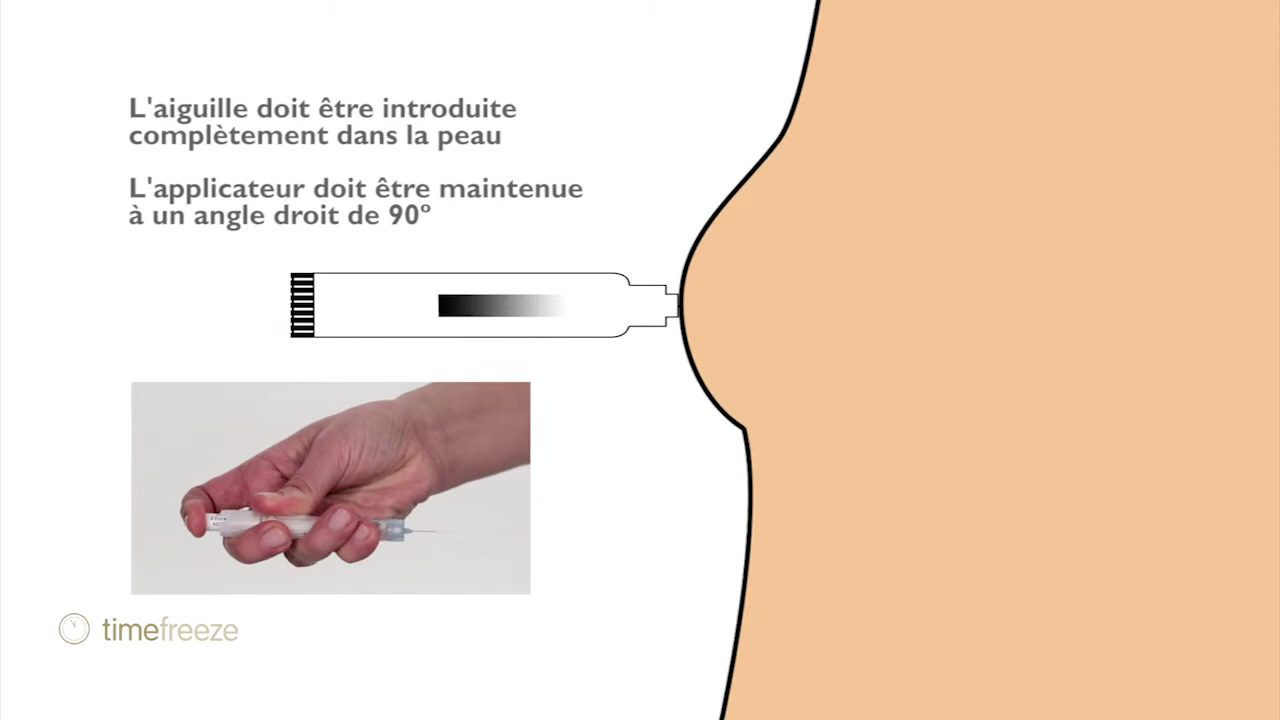 L'aiguille doit être introduite
complètement dans la peau
L'applicateur doit être maintenue
à un angle droit de 90°
timefreeze